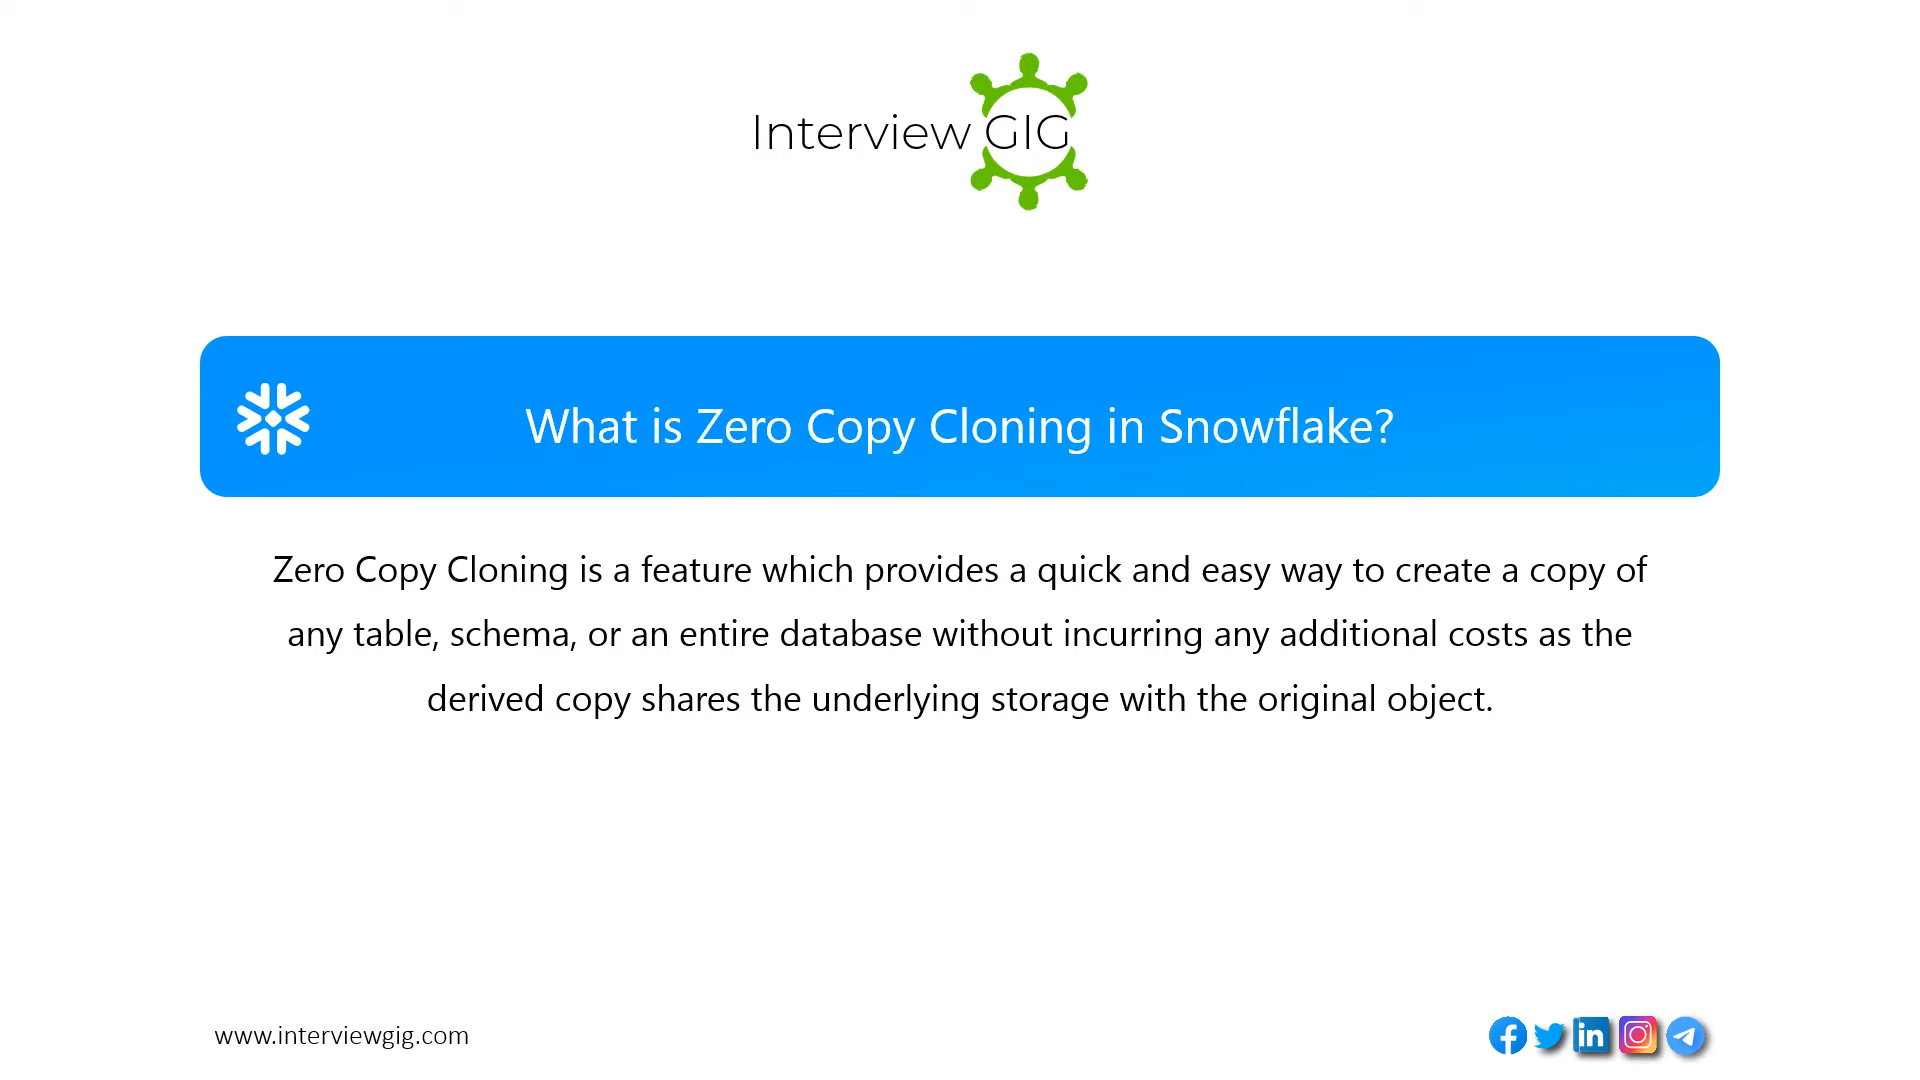 Interview GIG
What is Zero Copy Cloning in Snowflake?
Zero Copy Cloning is a feature which provides a quick and easy way to create a copy of
any table, schema, or an entire database without incurring any additional costs as the
derived copy shares the underlying storage with the original object.
www.interviewgig.com